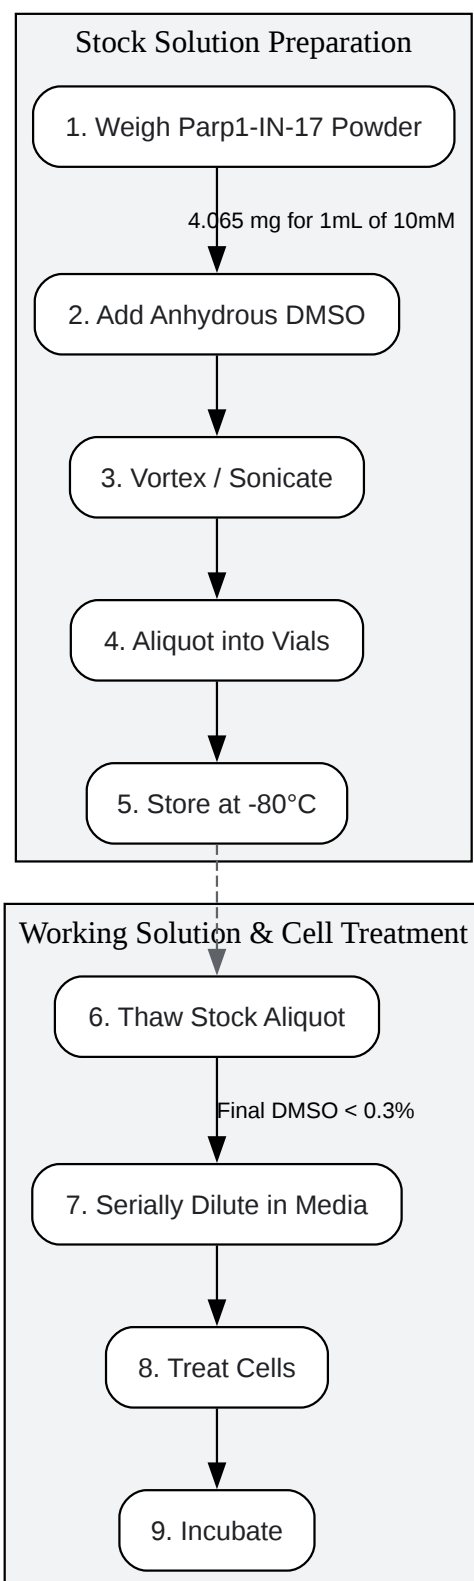 Stock Solution Preparation
1. Weigh Parp1-IN-17 Powder
4.065 mg for 1mL of 10mM
2. Add Anhydrous DMSO
3. Vortex / Sonicate
4. Aliquot into Vials
5. Store at -80°C
Working Solution & Cell Treatment
6. Thaw Stock Aliquot
Final DMSO < 0.3%
7. Serially Dilute in Media
8. Treat Cells
9. Incubate